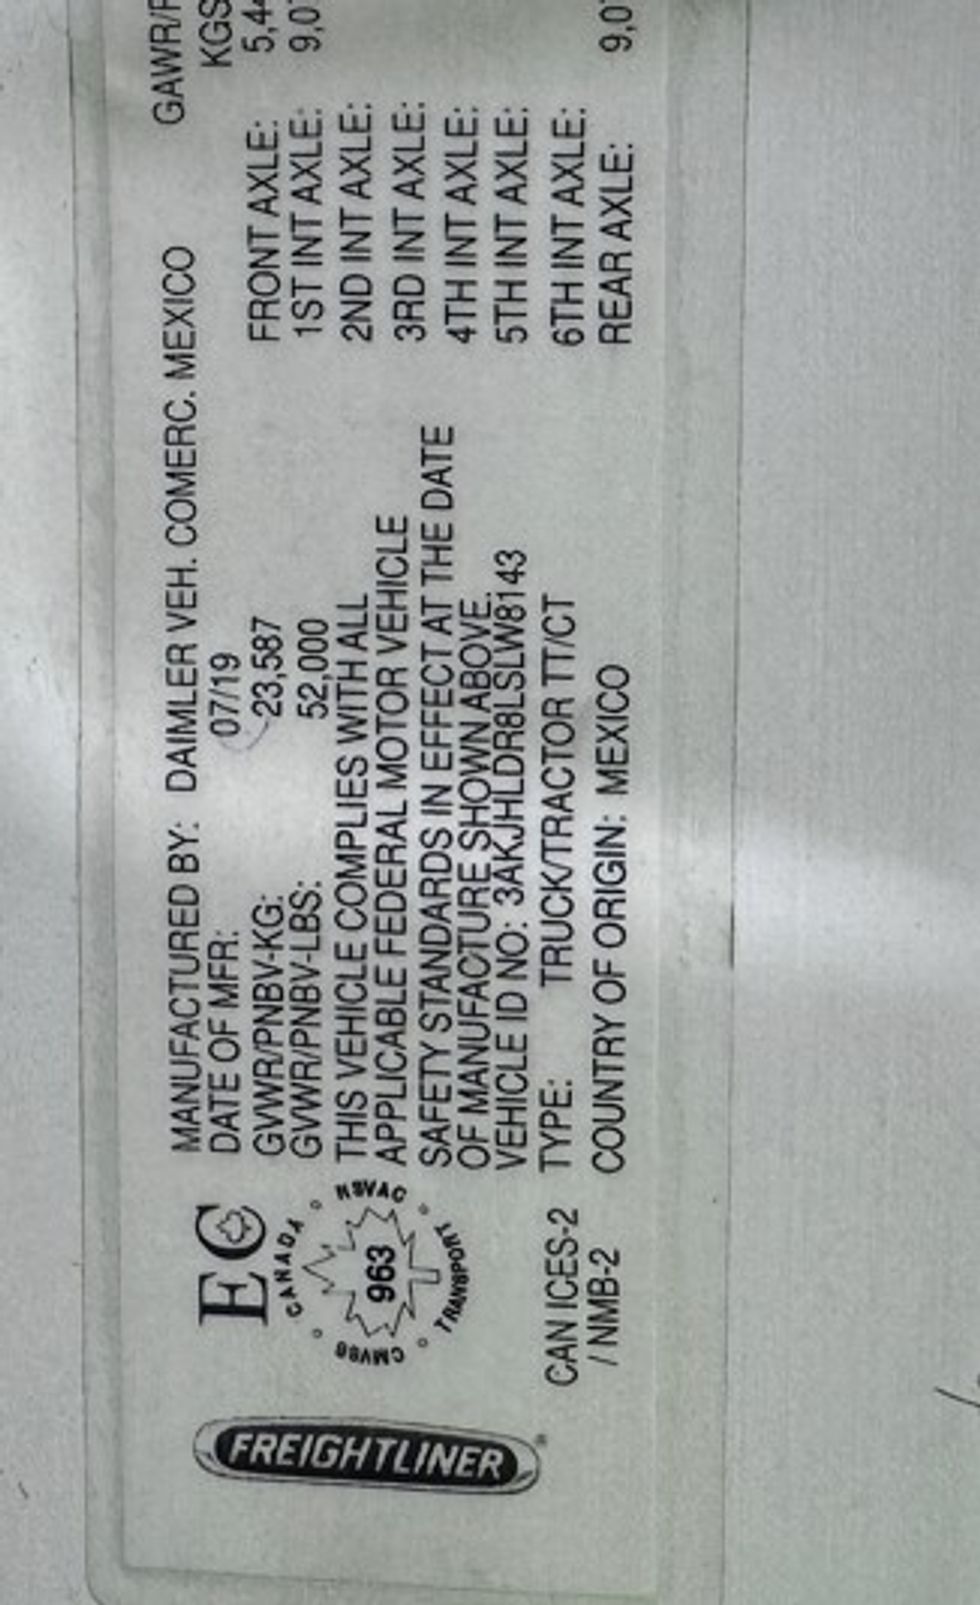 FREIGHTLINER
EC
CANADA
NSVAC
963
CMVSS
TRANSPORT
CAN ICES-2
/ NMB-2
MANUFACTURED BY: DAIMLER VEH. COMERC. MEXICO
DATE OF MFR: 07/19
GVWR/PNBV-KG: 23,587
GVWR/PNBV-LBS: 52,000
THIS VEHICLE COMPLIES WITH ALL
APPLICABLE FEDERAL MOTOR VEHICLE
SAFETY STANDARDS IN EFFECT AT THE DATE
OF MANUFACTURE SHOWN ABOVE.
VEHICLE ID NO: 3AKJHLDR8LSLW8143
TYPE: TRUCK/TRACTOR TT/CT
COUNTRY OF ORIGIN: MEXICO
KGS
FRONT AXLE:
1ST INT AXLE:
2ND INT AXLE:
3RD INT AXLE:
4TH INT AXLE:
5TH INT AXLE:
6TH INT AXLE:
REAR AXLE: